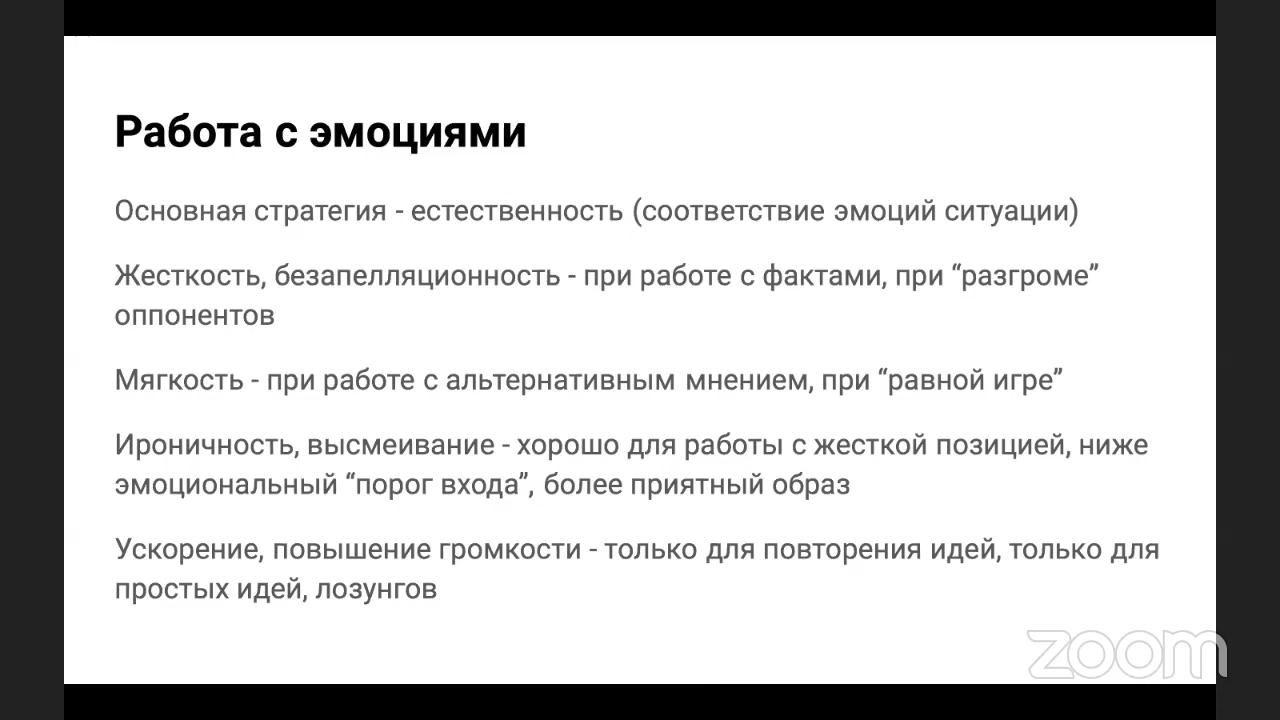 Работа с эмоциями
Основная стратегия - естественность (соответствие эмоций ситуации)
Жесткость, безапелляционность - при работе с фактами, при “разгроме”
оппонентов
Мягкость - при работе с альтернативным мнением, при “равной игре”
Ироничность, высмеивание - хорошо для работы с жесткой позицией, ниже
эмоциональный “порог входа”, более приятный образ
Ускорение, повышение громкости - только для повторения идей, только для
простых идей, лозунгов
zoom